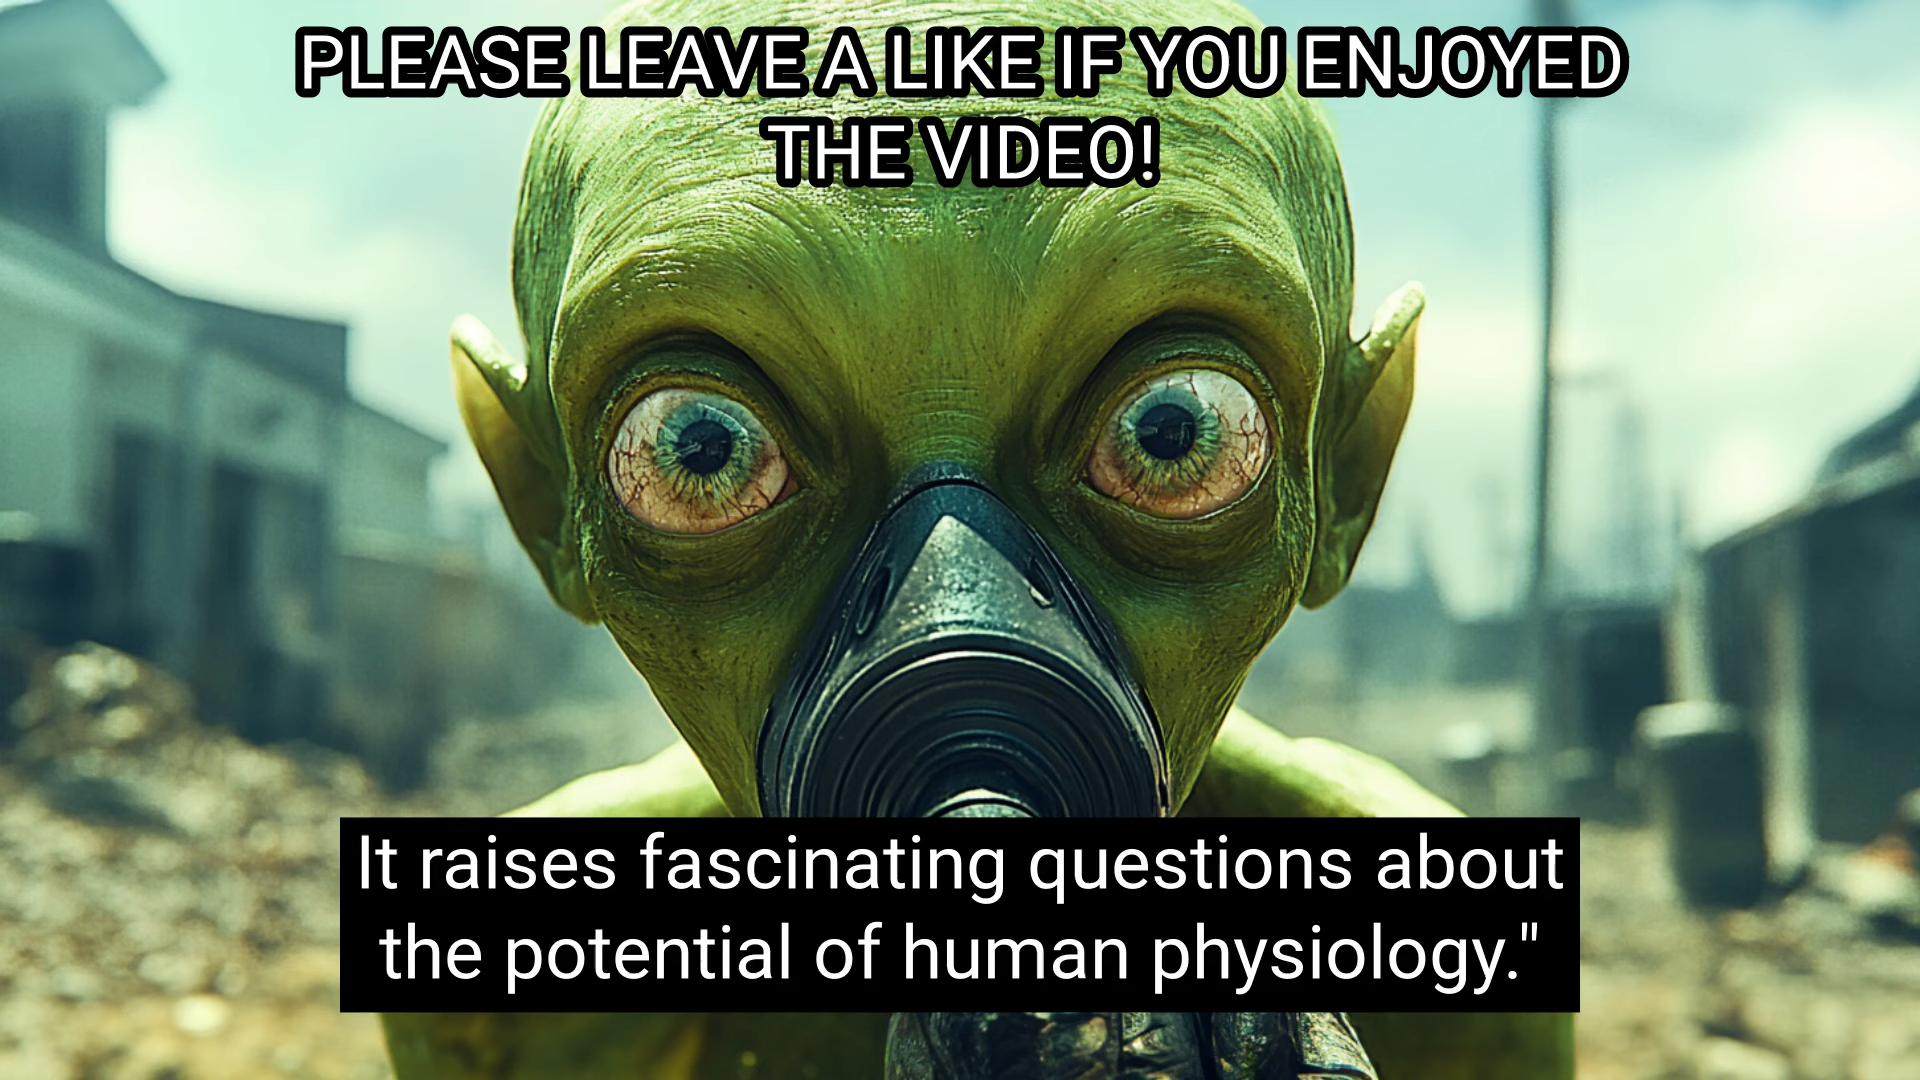 PLEASE LEAVE A LIKE IF YOU ENJOYED
THE VIDEO!
It raises fascinating questions about
the potential of human physiology."